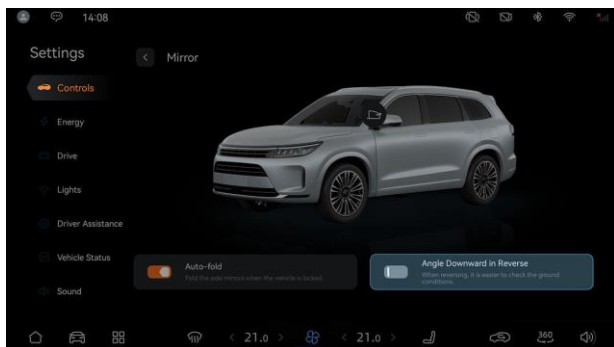 14:08
Settings
Mirror
Controls
Energy
Drive
Lights
Driver Assistance
Vehicle Status
Sound
Auto-fold
Fold the side mirrors when the vehicle is locked.
Angle Downward in Reverse
When reversing, it is easier to check the ground
conditions.
< 21.0 > < 21.0 > 360